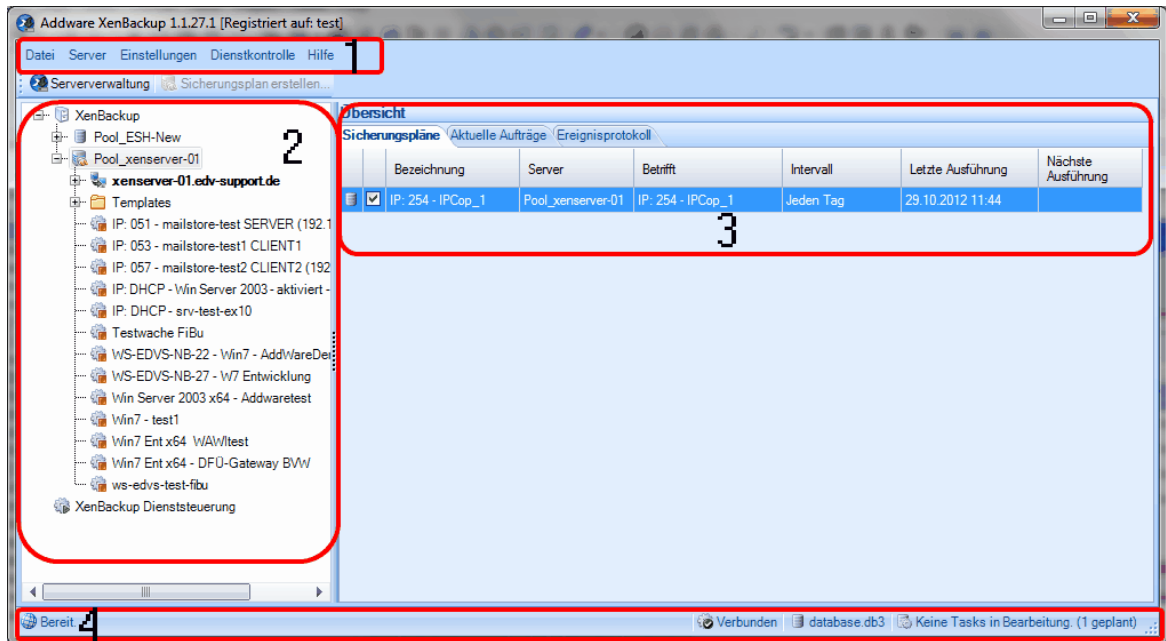 Addware XenBackup 1.1.27.1 [Registriert auf: test]
Datei Server Einstellungen Dienstkontrolle Hilfe
1
Serververwaltung Sicherungsplan erstellen...
XenBackup
Pool_ESH-New
Pool_xenserver-01
2
xenserver-01.edv-support.de
Templates
IP: 051 - mailstore-test SERVER (192.1
IP: 053 - mailstore-test1 CLIENT1
IP: 057 - mailstore-test2 CLIENT2 (192
IP: DHCP - Win Server 2003 - aktiviert -
IP: DHCP - srv-test-ex10
Testwache FiBu
WS-EDVS-NB-22 - Win7 - AddWareDe
WS-EDVS-NB-27 - W7 Entwicklung
Win Server 2003 x64 - Addwaretest
Win7 - test1
Win7 Ent x64 WAWItest
Win7 Ent x64 - DFÜ-Gateway BVW
ws-edvs-test-fibu
XenBackup Dienststeuerung
Übersicht
Sicherungspläne Aktuelle Aufträge Ereignisprotokoll
Bezeichnung Server Betrifft Intervall Letzte Ausführung Nächste Ausführung
IP: 254 - IPCop_1 Pool_xenserver-01 IP: 254 - IPCop_1 Jeden Tag 29.10.2012 11:44
3
Bereit. 4 Verbunden database.db3 Keine Tasks in Bearbeitung. (1 geplant)